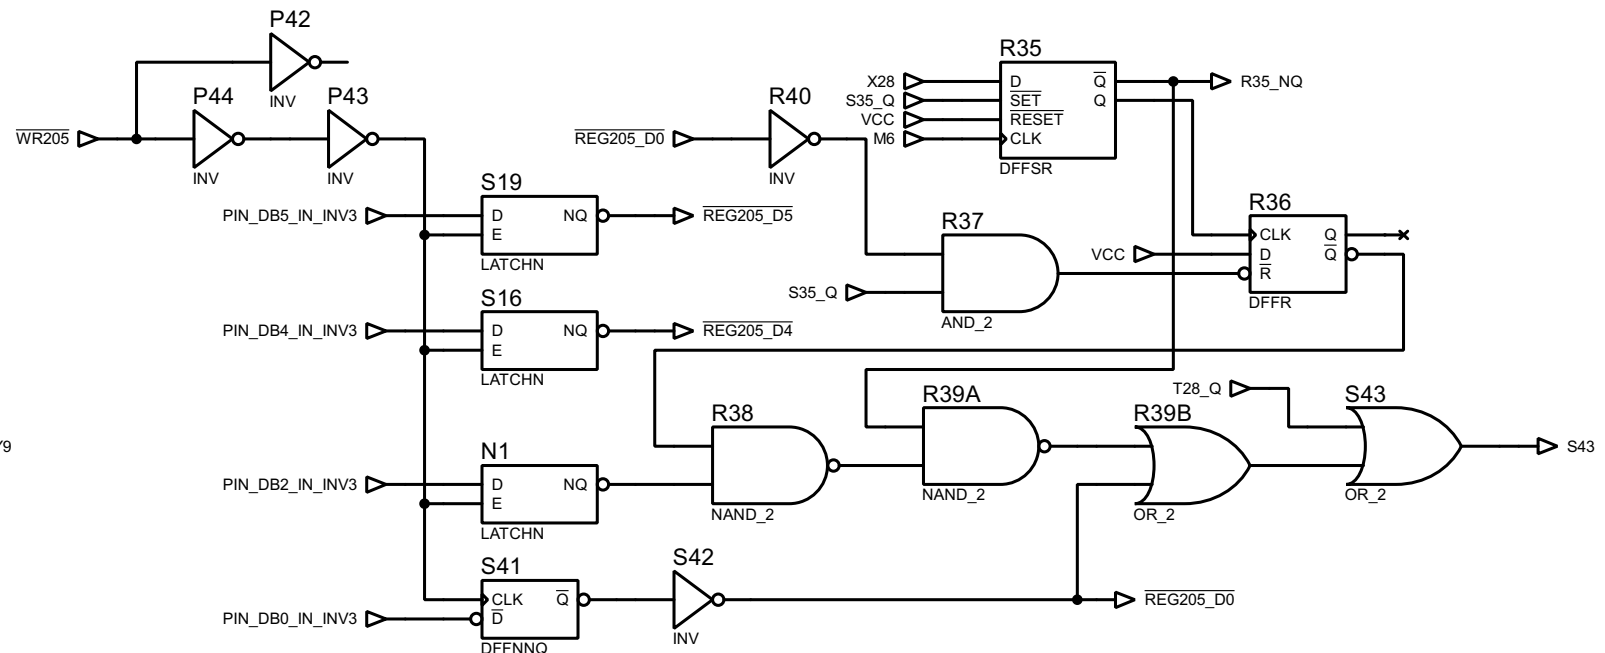 P42
INV
P44
INV
P43
INV
WR205
S19
PIN_DB5_IN_INV3
D
NQ
E
LATCHN
REG205_D5
S16
PIN_DB4_IN_INV3
D
NQ
E
LATCHN
REG205_D4
N1
PIN_DB2_IN_INV3
D
NQ
E
LATCHN
S41
CLK
Q
D
PIN_DB0_IN_INV3
DFFNNQ
S42
INV
REG205_D0
REG205_D0
R40
INV
R35
X28
S35_Q
VCC
M6
D
SET
RESET
CLK
Q
Q
DFFSR
R35_NQ
R37
S35_Q
AND_2
R36
VCC
CLK
D
R
Q
Q
DFFR
R38
NAND_2
R39A
NAND_2
R39B
OR_2
T28_Q
S43
OR_2
S43